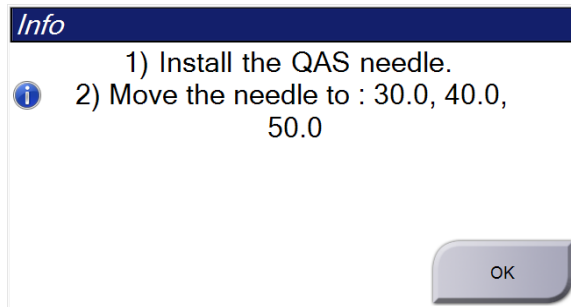 Info
1) Install the QAS needle.
2) Move the needle to : 30.0, 40.0,
50.0
OK